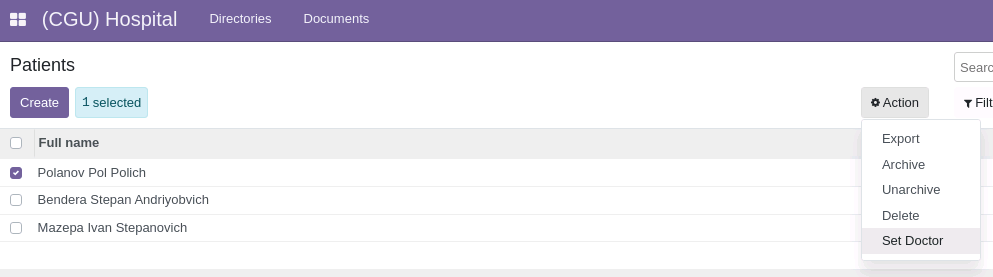 (CGU) Hospital Directories Documents
Patients
Searc
Create 1 selected Action Filt
Full name
Polanov Pol Polich
Bendera Stepan Andriyobvich
Mazepa Ivan Stepanovich
Export
Archive
Unarchive
Delete
Set Doctor